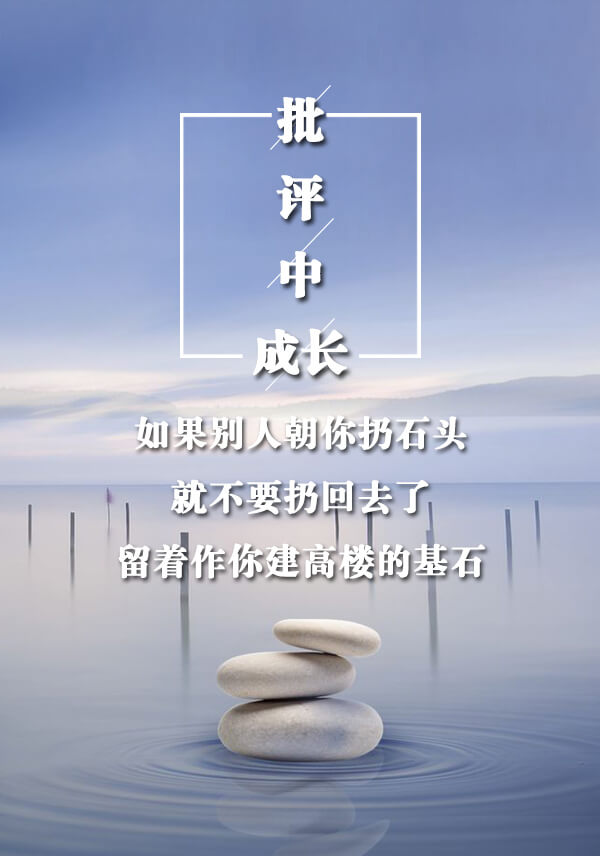 批
评
中
成长
如果别人朝你扔石头
就不要扔回去了
留着作你建高楼的基石